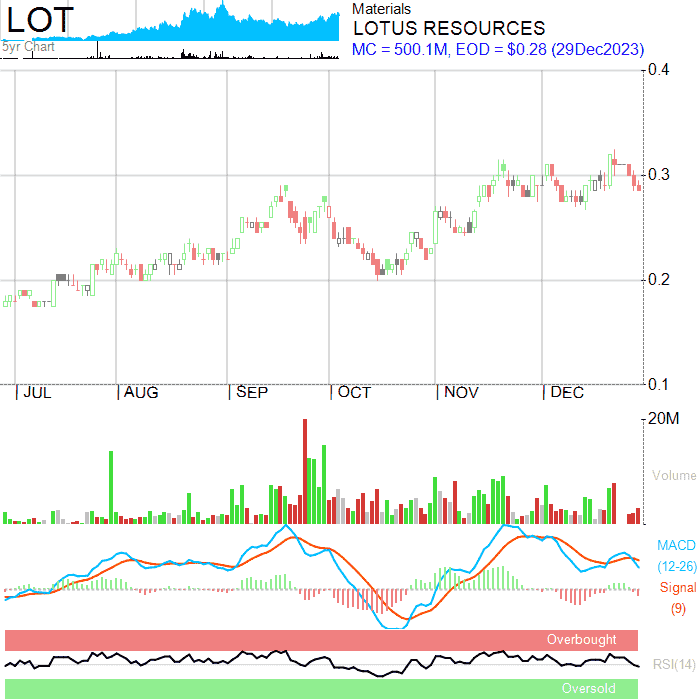 LOT
5yr Chart
Materials
LOTUS RESOURCES
MC = 500.1M, EOD = $0.28 (29Dec2023)
0.4
0.3
0.2
0.1
JUL AUG SEP OCT NOV DEC
20M
Volume
MACD
(12-26)
Signal
(9)
Overbought
RSI(14)
Oversold